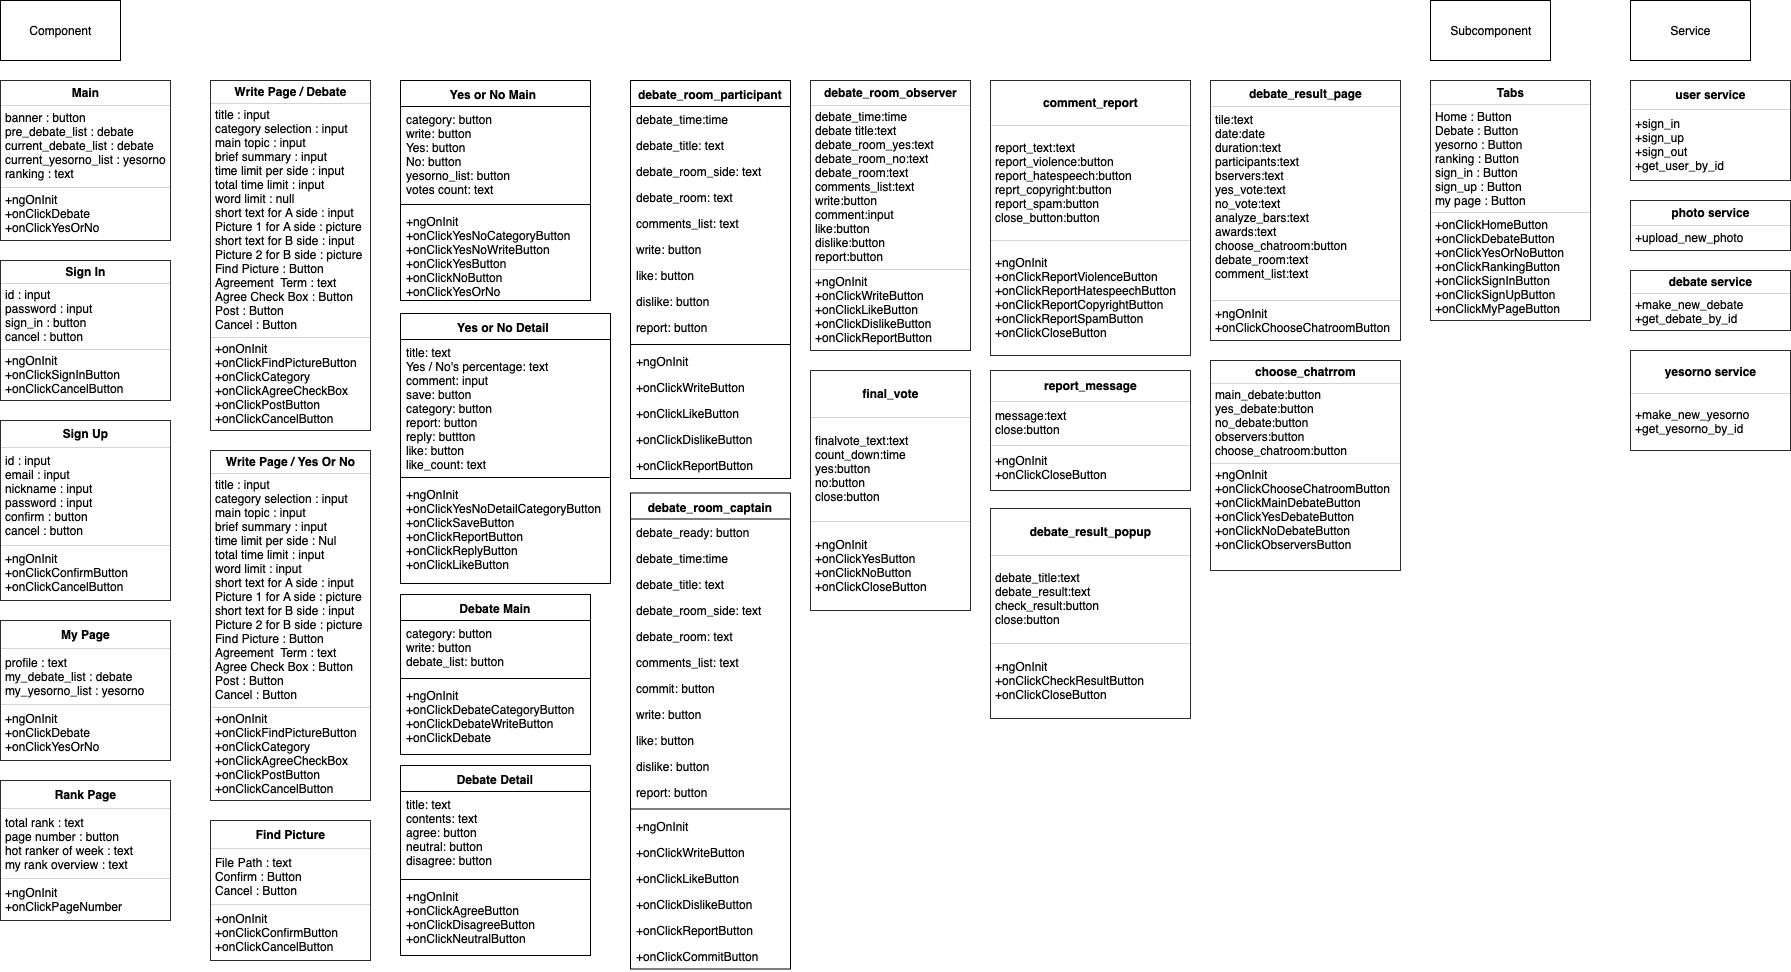 Component
Subcomponent
Service
Main
banner : button
pre_debate_list : debate
current_debate_list : debate
current_yesorno_list : yesorno
ranking : text
+ngOnInit
+onClickDebate
+onClickYesOrNo
Sign In
id : input
password : input
sign_in : button
cancel : button
+ngOnInit
+onClickSignInButton
+onClickCancelButton
Sign Up
id : input
email : input
nickname : input
password : input
confirm : button
cancel : button
+ngOnInit
+onClickConfirmButton
+onClickCancelButton
My Page
profile : text
my_debate_list : debate
my_yesorno_list : yesorno
+ngOnInit
+onClickDebate
+onClickYesOrNo
Rank Page
total rank : text
page number : button
hot ranker of week : text
my rank overview : text
+ngOnInit
+onClickPageNumber
Write Page / Debate
title : input
category selection : input
main topic : input
brief summary : input
time limit per side : input
total time limit : input
word limit : null
short text for A side : input
Picture 1 for A side : picture
short text for B side : input
Picture 2 for B side : picture
Find Picture : Button
Agreement  Term : text
Agree Check Box : Button
Post : Button
Cancel : Button
+onOnInit
+onClickFindPictureButton
+onClickCategory
+onClickAgreeCheckBox
+onClickPostButton
+onClickCancelButton
Write Page / Yes Or No
title : input
category selection : input
main topic : input
brief summary : input
time limit per side : Nul
total time limit : input
word limit : input
short text for A side : input
Picture 1 for A side : picture
short text for B side : input
Picture 2 for B side : picture
Find Picture : Button
Agreement  Term : text
Agree Check Box : Button
Post : Button
Cancel : Button
+onOnInit
+onClickFindPictureButton
+onClickCategory
+onClickAgreeCheckBox
+onClickPostButton
+onClickCancelButton
Find Picture
File Path : text
Confirm : Button
Cancel : Button
+onOnInit
+onClickConfirmButton
+onClickCancelButton
Yes or No Main
category: button
write: button
Yes: button
No: button
yesorno_list: button
votes count: text
+ngOnInit
+onClickYesNoCategoryButton
+onClickYesNoWriteButton
+onClickYesButton
+onClickNoButton
+onClickYesOrNo
Yes or No Detail
title: text
Yes / No's percentage: text
comment: input
save: button
category: button
report: button
reply: buttton
like: button
like_count: text
+ngOnInit
+onClickYesNoDetailCategoryButton
+onClickSaveButton
+onClickReportButton
+onClickReplyButton
+onClickLikeButton
Debate Main
category: button
write: button
debate_list: button
+ngOnInit
+onClickDebateCategoryButton
+onClickDebateWriteButton
+onClickDebate
Debate Detail
title: text
contents: text
agree: button
neutral: button
disagree: button
+ngOnInit
+onClickAgreeButton
+onClickDisagreeButton
+onClickNeutralButton
debate_room_participant
debate_time:time
debate_title: text
debate_room_side: text
debate_room: text
comments_list: text
write: button
like: button
dislike: button
report: button
+ngOnInit
+onClickWriteButton
+onClickLikeButton
+onClickDislikeButton
+onClickReportButton
debate_room_captain
debate_ready: button
debate_time:time
debate_title: text
debate_room_side: text
debate_room: text
comments_list: text
commit: button
write: button
like: button
dislike: button
report: button
+ngOnInit
+onClickWriteButton
+onClickLikeButton
+onClickDislikeButton
+onClickReportButton
+onClickCommitButton
debate_room_observer
debate_time:time
debate title:text
debate_room_yes:text
debate_room_no:text
debate_room:text
comments_list:text
write:button
comment:input
like:button
dislike:button
report:button
+ngOnInit
+onClickWriteButton
+onClickLikeButton
+onClickDislikeButton
+onClickReportButton
final_vote
finalvote_text:text
count_down:time
yes:button
no:button
close:button
+ngOnInit
+onClickYesButton
+onClickNoButton
+onClickCloseButton
comment_report
report_text:text
report_violence:button
report_hatespeech:button
reprt_copyright:button
report_spam:button
close_button:button
+ngOnInit
+onClickReportViolenceButton
+onClickReportHatespeechButton
+onClickReportCopyrightButton
+onClickReportSpamButton
+onClickCloseButton
report_message
message:text
close:button
+ngOnInit
+onClickCloseButton
debate_result_popup
debate_title:text
debate_result:text
check_result:button
close:button
+ngOnInit
+onClickCheckResultButton
+onClickCloseButton
debate_result_page
tile:text
date:date
duration:text
participants:text
bservers:text
yes_vote:text
no_vote:text
analyze_bars:text
awards:text
choose_chatroom:button
debate_room:text
comment_list:text
+ngOnInit
+onClickChooseChatroomButton
choose_chatrrom
main_debate:button
yes_debate:button
no_debate:button
observers:button
choose_chatroom:button
+ngOnInit
+onClickChooseChatroomButton
+onClickMainDebateButton
+onClickYesDebateButton
+onClickNoDebateButton
+onClickObserversButton
Tabs
Home : Button
Debate : Button
yesorno : Button
ranking : Button
sign_in : Button
sign_up : Button
my page : Button
+onClickHomeButton
+onClickDebateButton
+onClickYesOrNoButton
+onClickRankingButton
+onClickSignInButton
+onClickSignUpButton
+onClickMyPageButton
user service
+sign_in
+sign_up
+sign_out
+get_user_by_id
photo service
+upload_new_photo
debate service
+make_new_debate
+get_debate_by_id
yesorno service
+make_new_yesorno
+get_yesorno_by_id